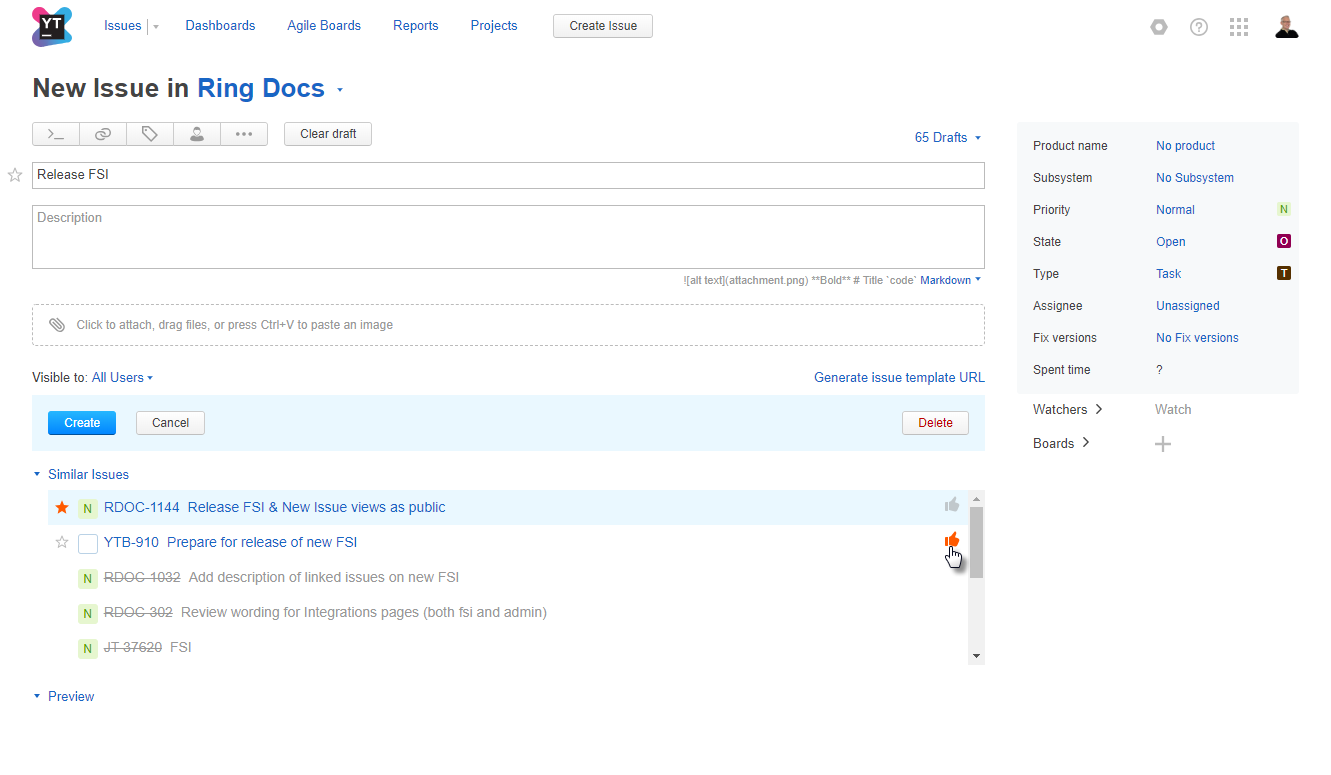 YT
Issues Dashboards Agile Boards Reports Projects Create Issue
New Issue in Ring Docs
Clear draft
65 Drafts
Release FSI
Description
![alt text](attachment.png) **Bold** # Title `code` Markdown
Click to attach, drag files, or press Ctrl+V to paste an image
Visible to: All Users
Generate issue template URL
Create Cancel Delete
Similar Issues
N RDOC-1144 Release FSI & New Issue views as public
YTB-910 Prepare for release of new FSI
N RDOC-1032 Add description of linked issues on new FSI
N RDOC-302 Review wording for Integrations pages (both fsi and admin)
N JT-37620 FSI
Preview
Product name No product
Subsystem No Subsystem
Priority Normal N
State Open O
Type Task T
Assignee Unassigned
Fix versions No Fix versions
Spent time ?
Watchers Watch
Boards